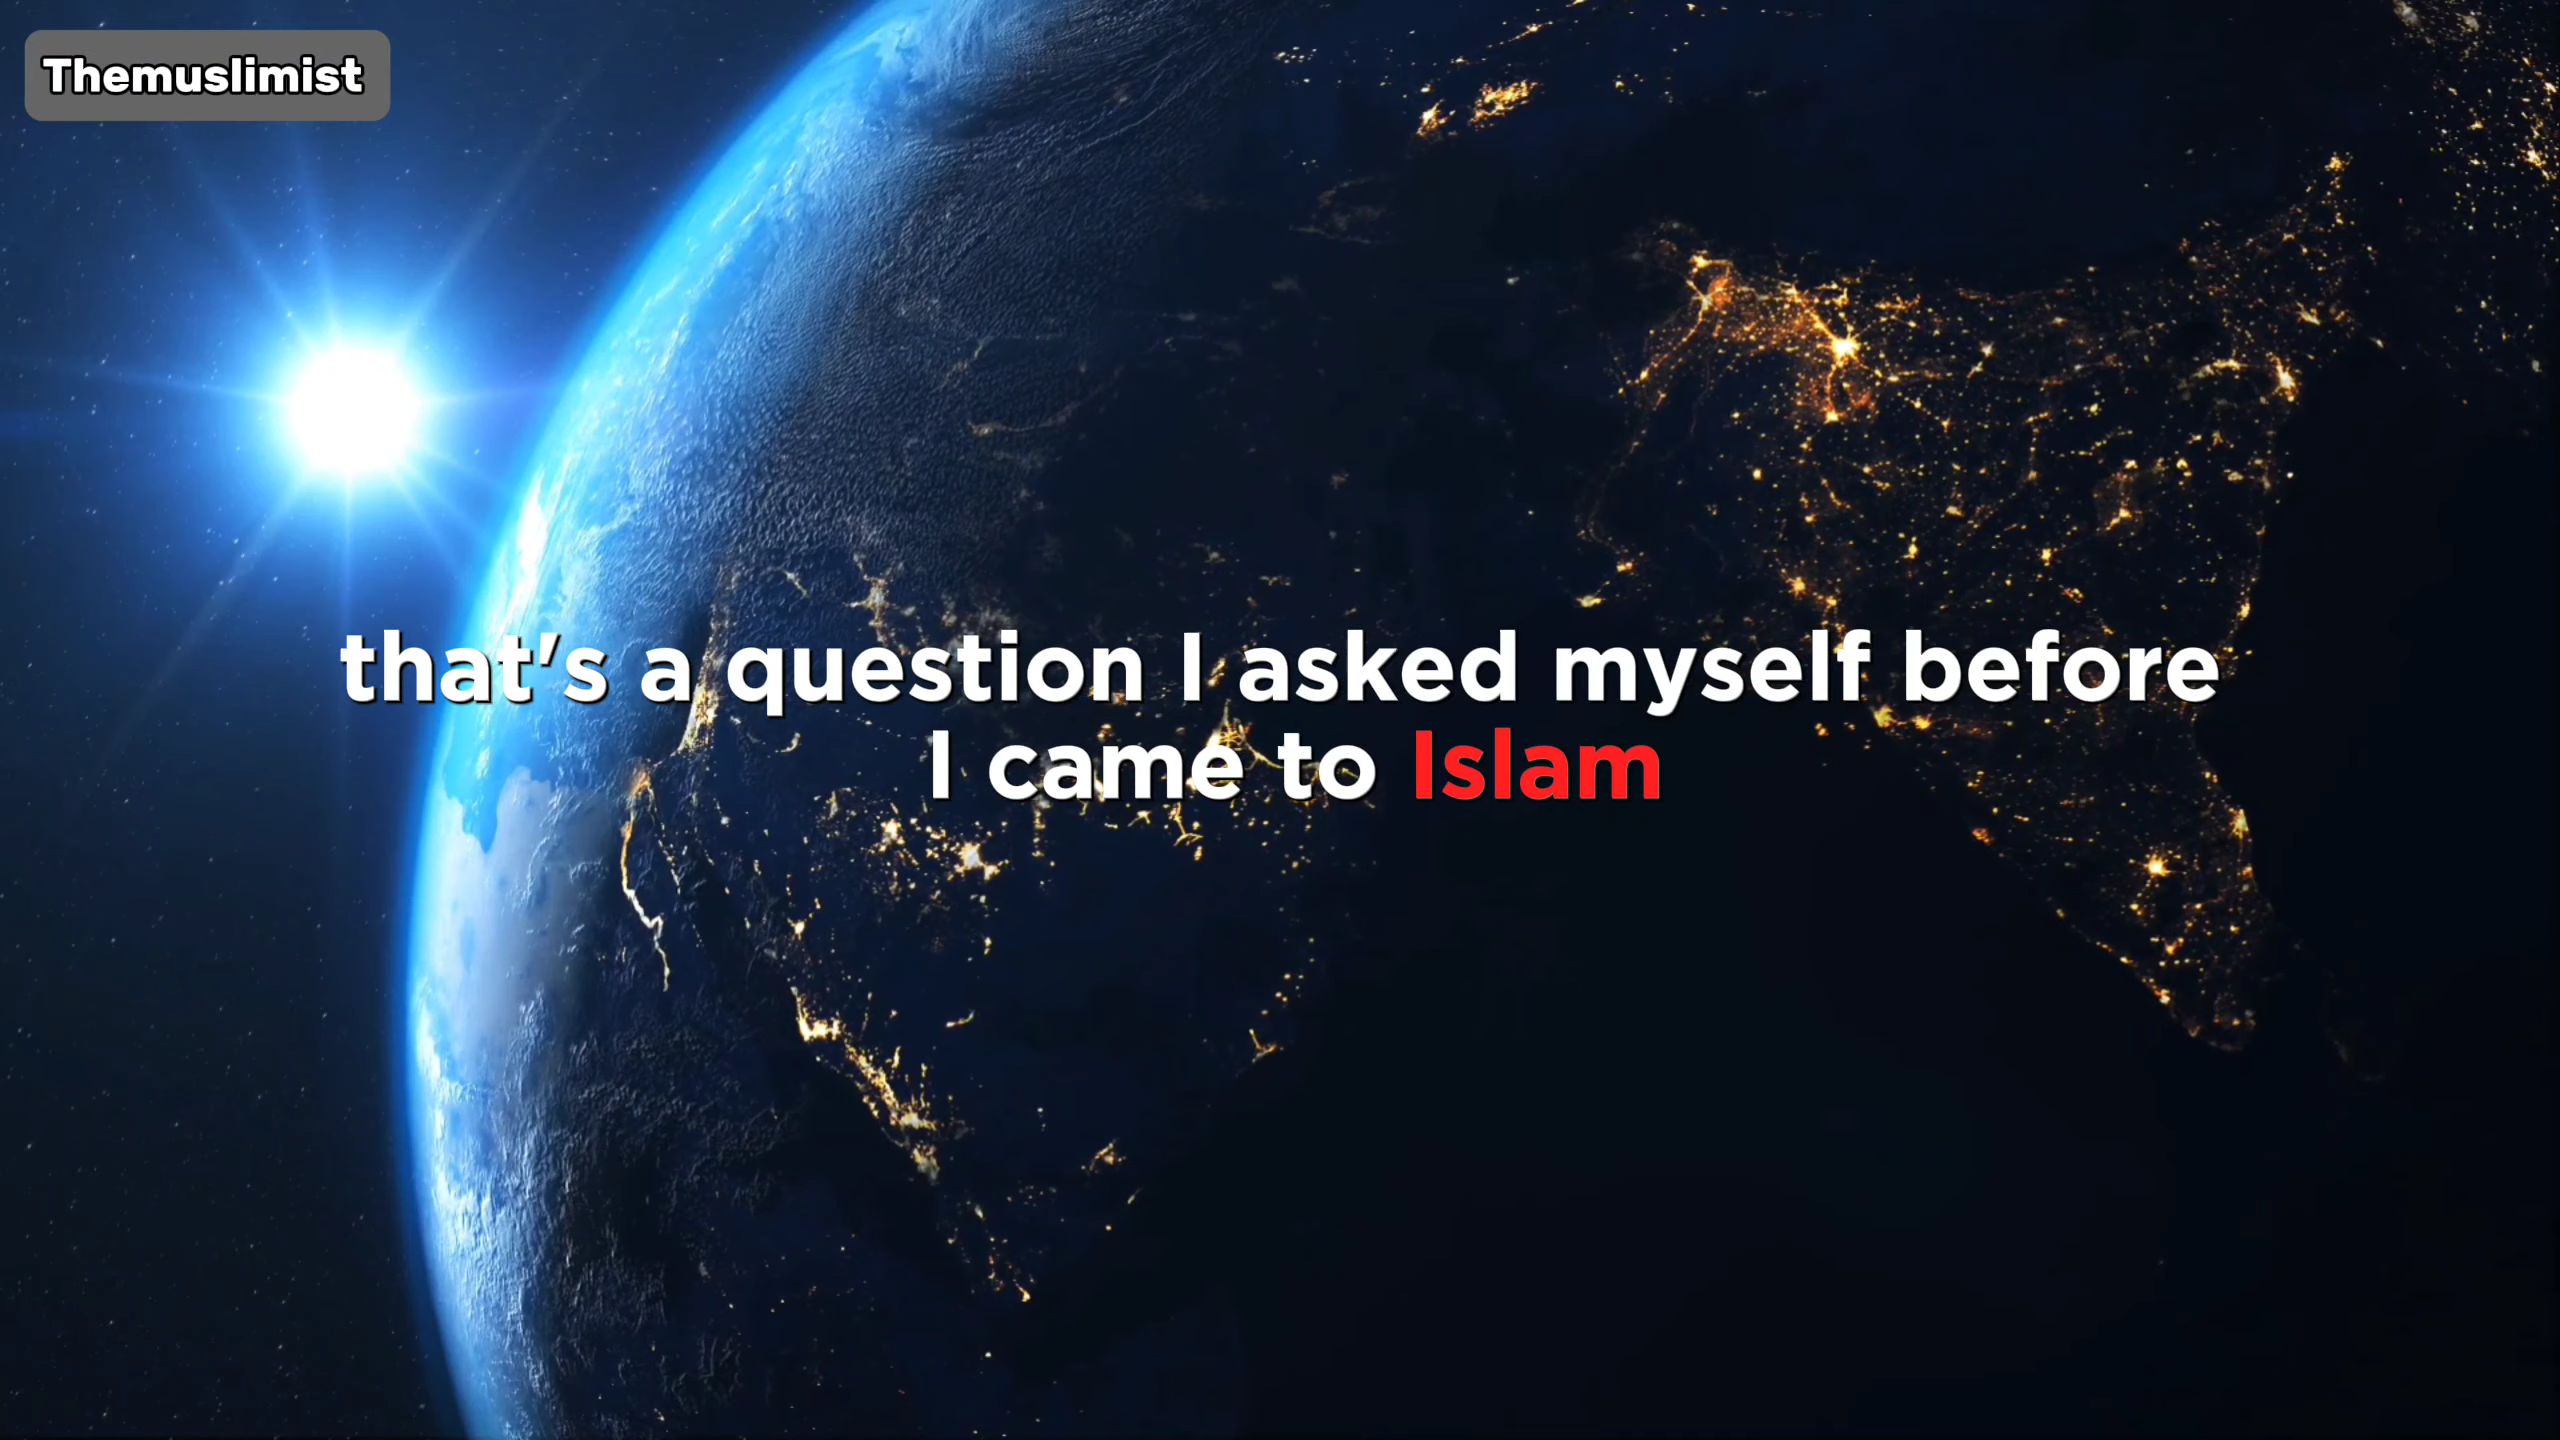 Themuslimist
that's a question I asked myself before
I came to Islam